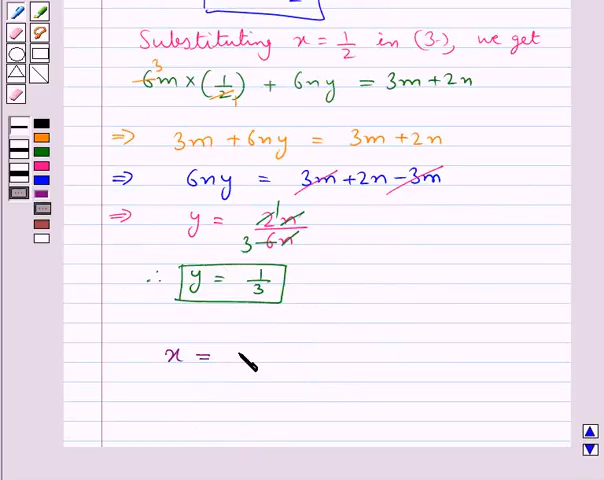 Substituting x = 1/2 in (3), we get
6m × (1/2) + 6ny = 3m + 2n
3 1
⇒ 3m + 6ny = 3m + 2n
⇒ 6ny = 3m + 2n - 3m
⇒ y = 2n/6n
1 3
∴ y = 1/3
x =